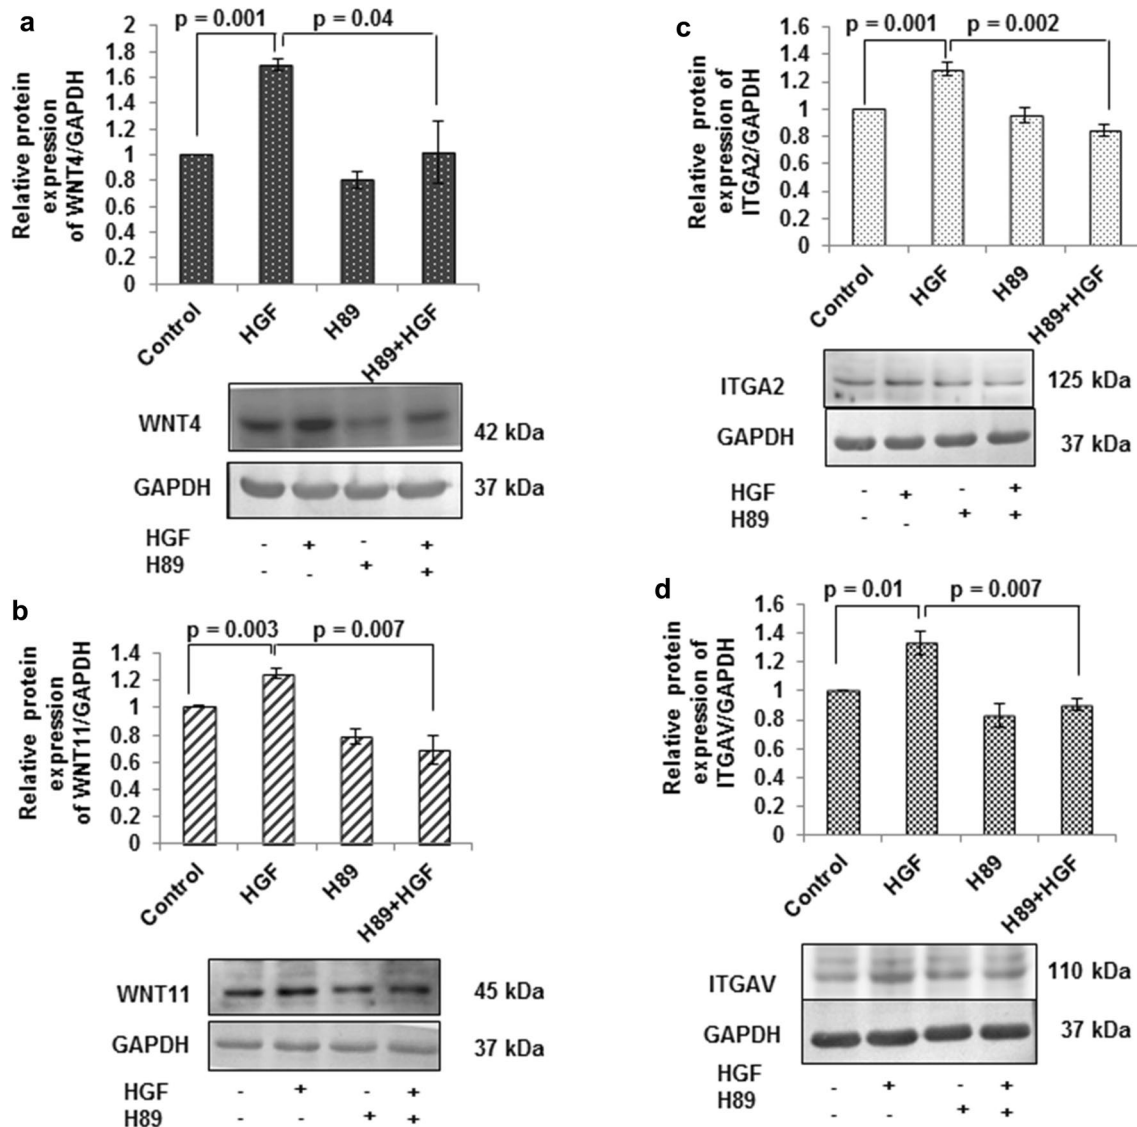 a
p = 0.001
p = 0.04
Relative protein
expression
of WNT4/GAPDH
2
1.8
1.6
1.4
1.2
1
0.8
0.6
0.4
0.2
0
Control
HGF
H89
H89+HGF
WNT4
42 kDa
GAPDH
37 kDa
HGF - + - +
H89 - - + +
b
p = 0.003
p = 0.007
Relative protein
expression
of WNT11/GAPDH
1.4
1.2
1
0.8
0.6
0.4
0.2
0
Control
HGF
H89
H89+HGF
WNT11
45 kDa
GAPDH
37 kDa
HGF - + - +
H89 - + +
c
p = 0.001
p = 0.002
Relative protein
expression of
ITGA2/GAPDH
1.6
1.4
1.2
1
0.8
0.6
0.4
0.2
0
Control
HGF
H89
H89+HGF
ITGA2
125 kDa
GAPDH
37 kDa
HGF - + - +
H89 - - + +
d
p = 0.01
p = 0.007
Relative protein
expression of
ITGAV/GAPDH
1.6
1.4
1.2
1
0.8
0.6
0.4
0.2
0
Control
HGF
H89
H89+HGF
ITGAV
110 kDa
GAPDH
37 kDa
HGF - + - +
H89 - - + +